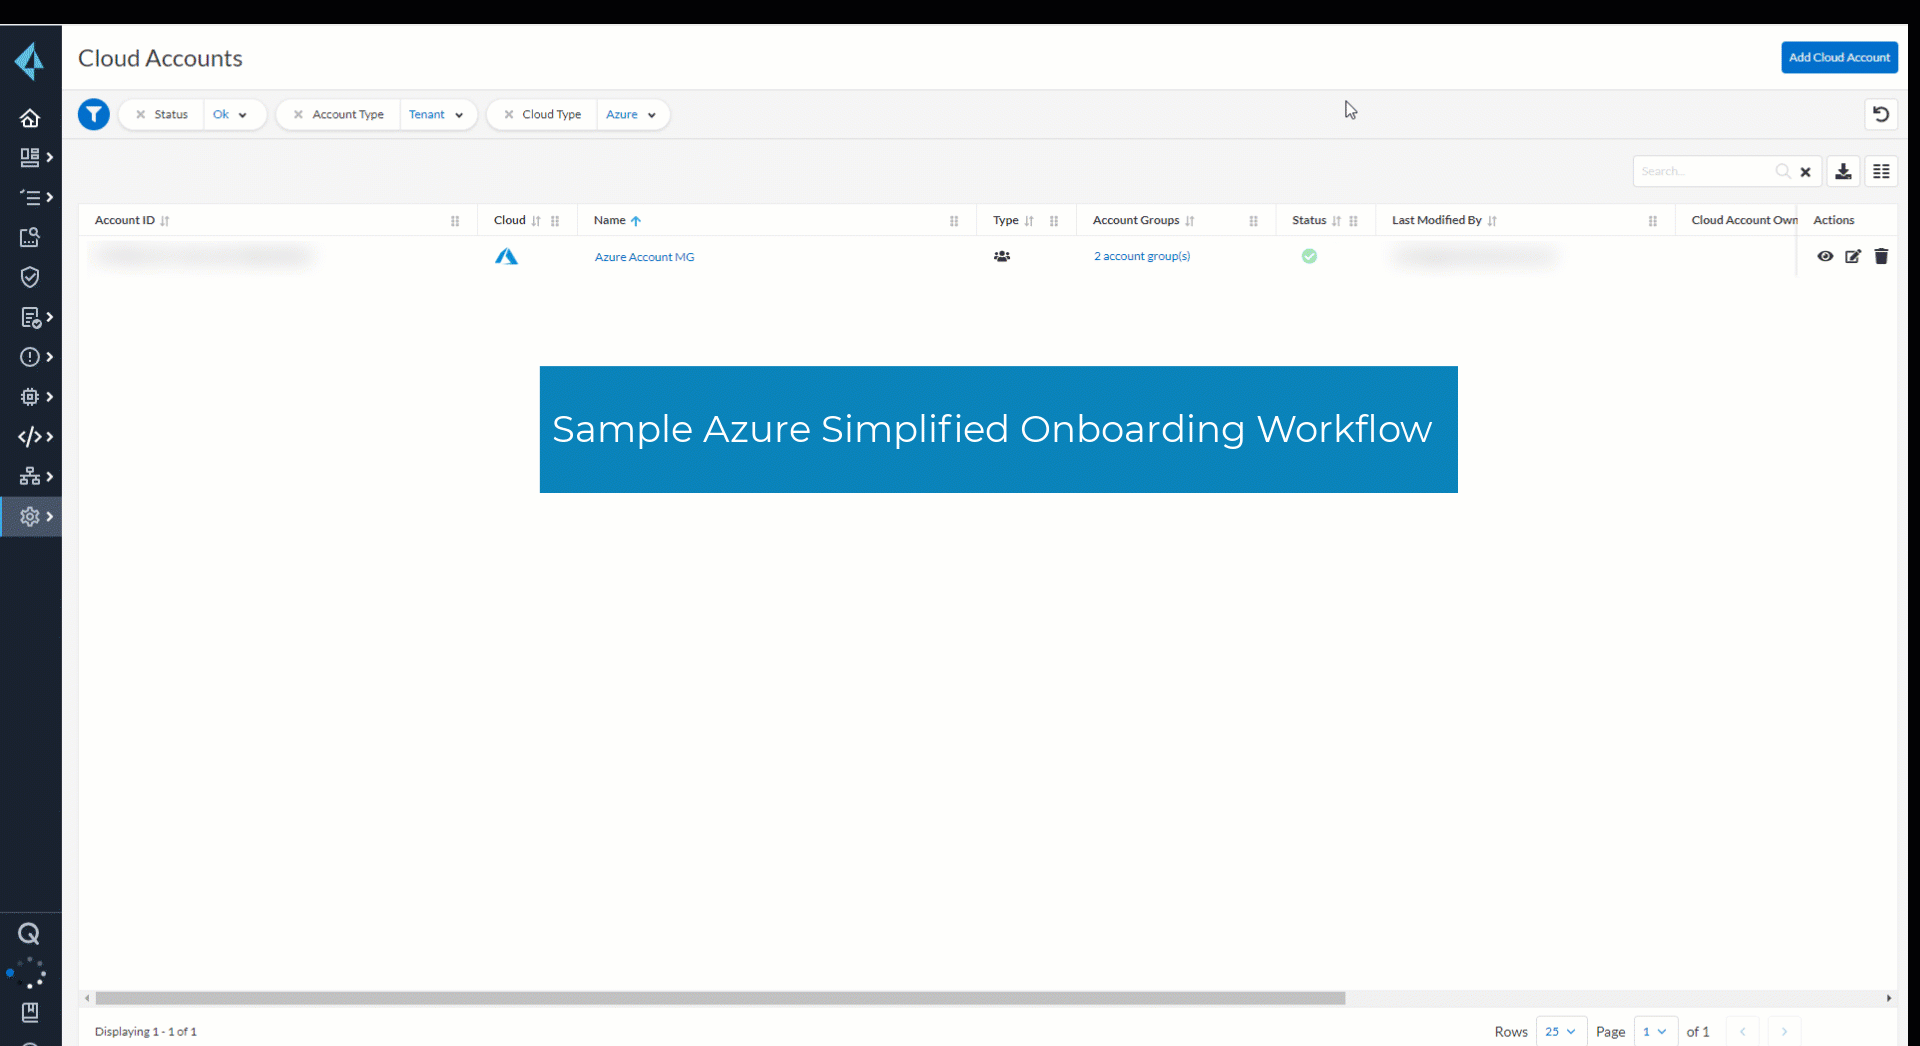 Cloud Accounts
Add Cloud Account
Status Ok Account Type Tenant Cloud Type Azure
Search...
Account ID Cloud Name Type Account Groups Status Last Modified By Cloud Account Own Actions
Azure Account MG 2 account group(s)
Sample Azure Simplified Onboarding Workflow
Displaying 1 - 1 of 1
Rows 25 Page 1 of 1